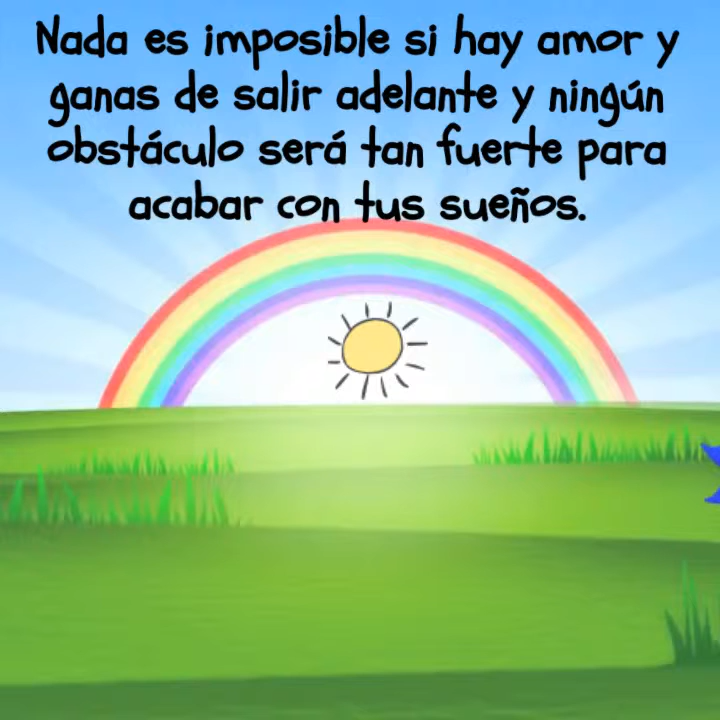 Nada es imposible si hay amor y
ganas de salir adelante y ningún
obstáculo será tan fuerte para
acabar con tus sueños.